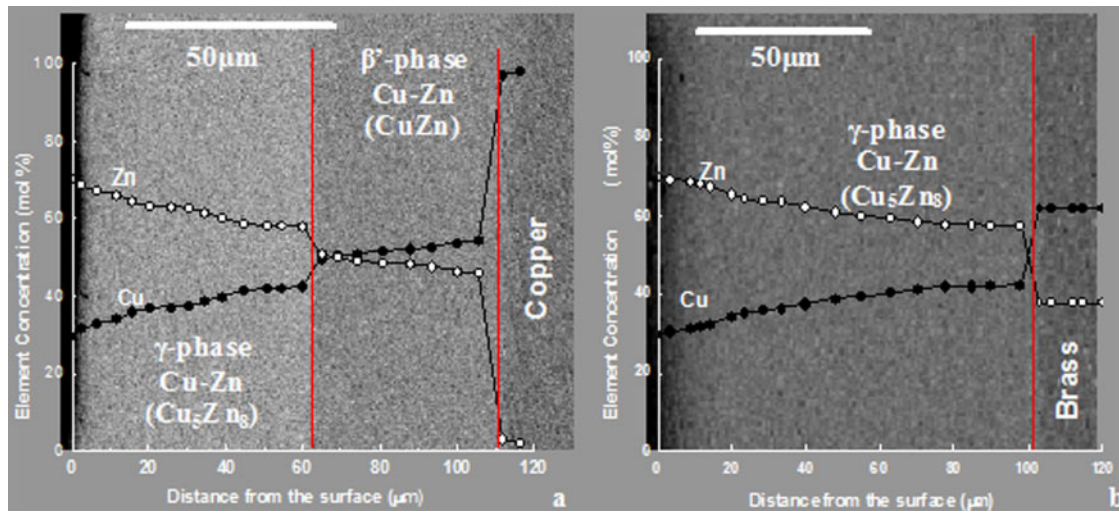 50μm
β’-phase
Cu-Zn
(CuZn)
Zn
Cu
γ-phase
Cu-Zn
(Cu₅Zn₈)
Copper
Element Concentration (mol%)
100
80
60
40
20
0
0 20 40 60 80 100 120
Distance from the surface (μm)
a
50μm
γ-phase
Cu-Zn
(Cu₅Zn₈)
Zn
Cu
Brass
Element Concentration (mol%)
100
80
60
40
20
0
0 20 40 60 80 100 120
Distance from the surface (μm)
b